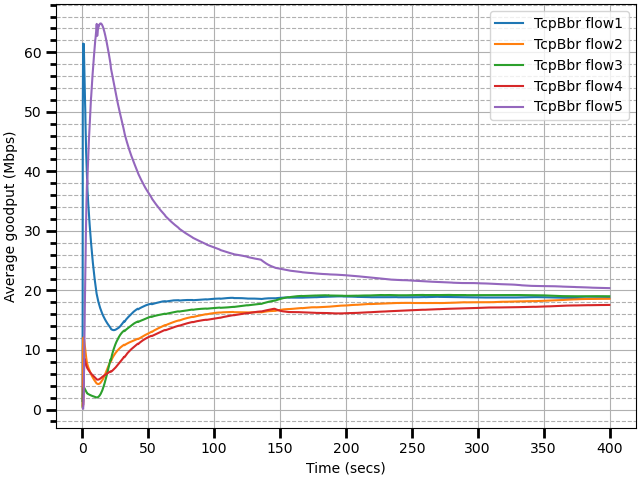 TcpBbr flow1
TcpBbr flow2
TcpBbr flow3
TcpBbr flow4
TcpBbr flow5
Average goodput (Mbps)
60
50
40
30
20
10
0
0 50 100 150 200 250 300 350 400
Time (secs)